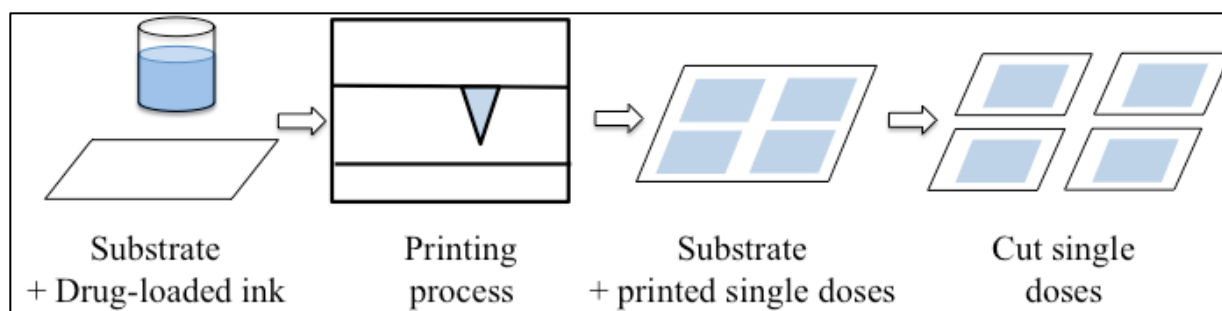 Substrate
+ Drug-loaded ink
Printing
process
Substrate
+ printed single doses
Cut single
doses